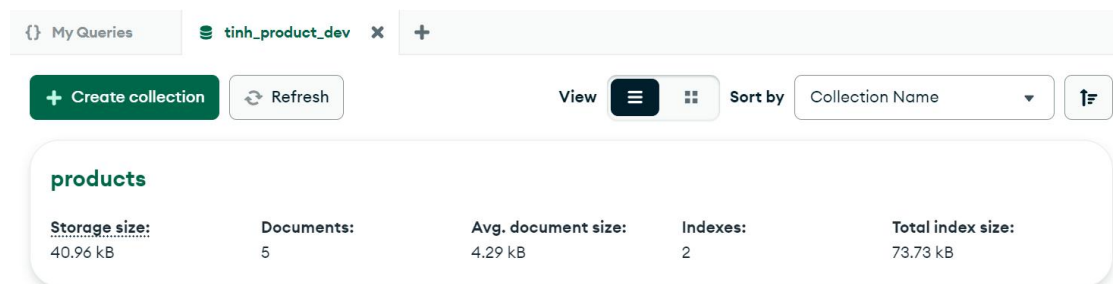 {} My Queries
tinh_product_dev
Create collection
Refresh
View
Sort by
Collection Name
products
Storage size:
Documents:
Avg. document size:
Indexes:
Total index size:
40.96 kB
5
4.29 kB
2
73.73 kB